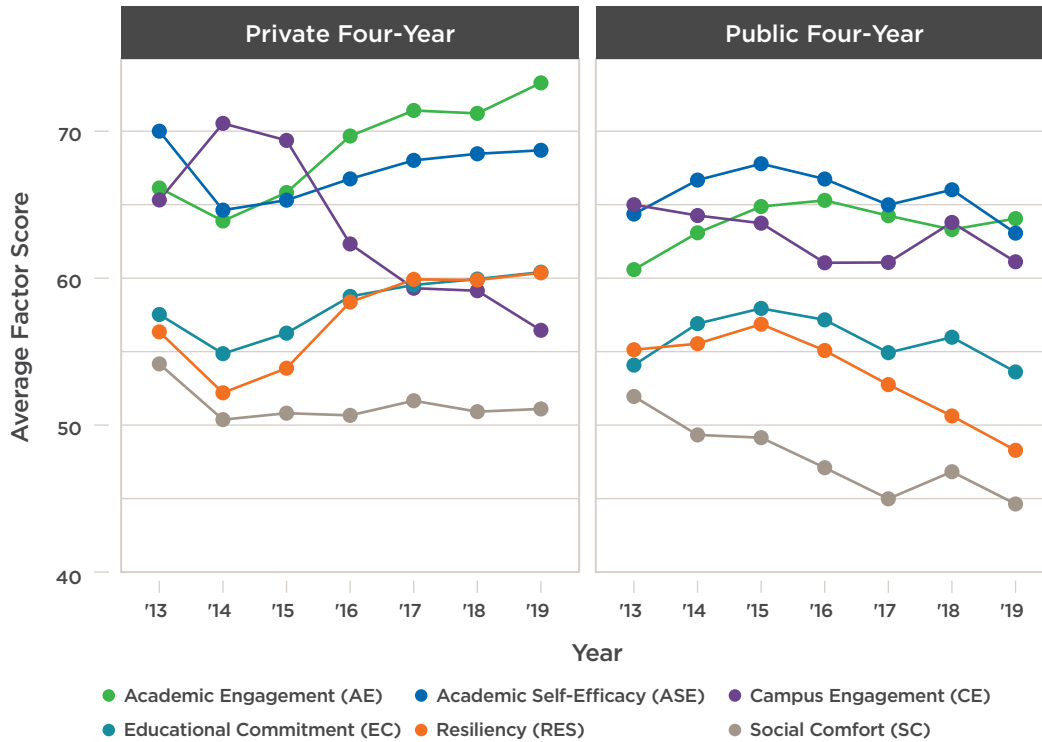 Private Four-Year
Public Four-Year
Average Factor Score
70
60
50
40
'13 '14 '15 '16 '17 '18 '19
'13 '14 '15 '16 '17 '18 '19
Year
Academic Engagement (AE)
Academic Self-Efficacy (ASE)
Campus Engagement (CE)
Educational Commitment (EC)
Resiliency (RES)
Social Comfort (SC)